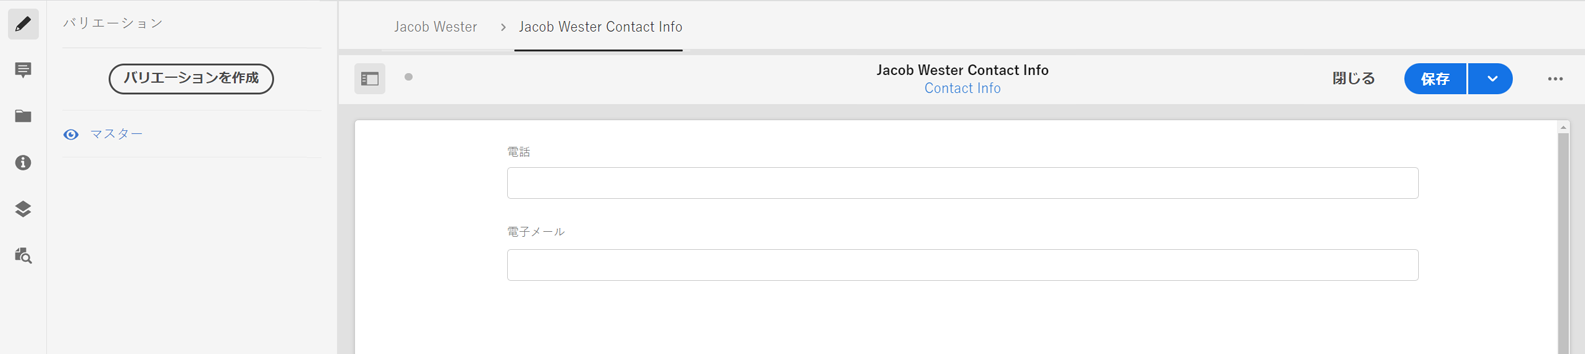 バリエーション
バリエーションを作成
マスター
Jacob Wester > Jacob Wester Contact Info
Jacob Wester Contact Info
Contact Info
閉じる
保存
電話
電子メール